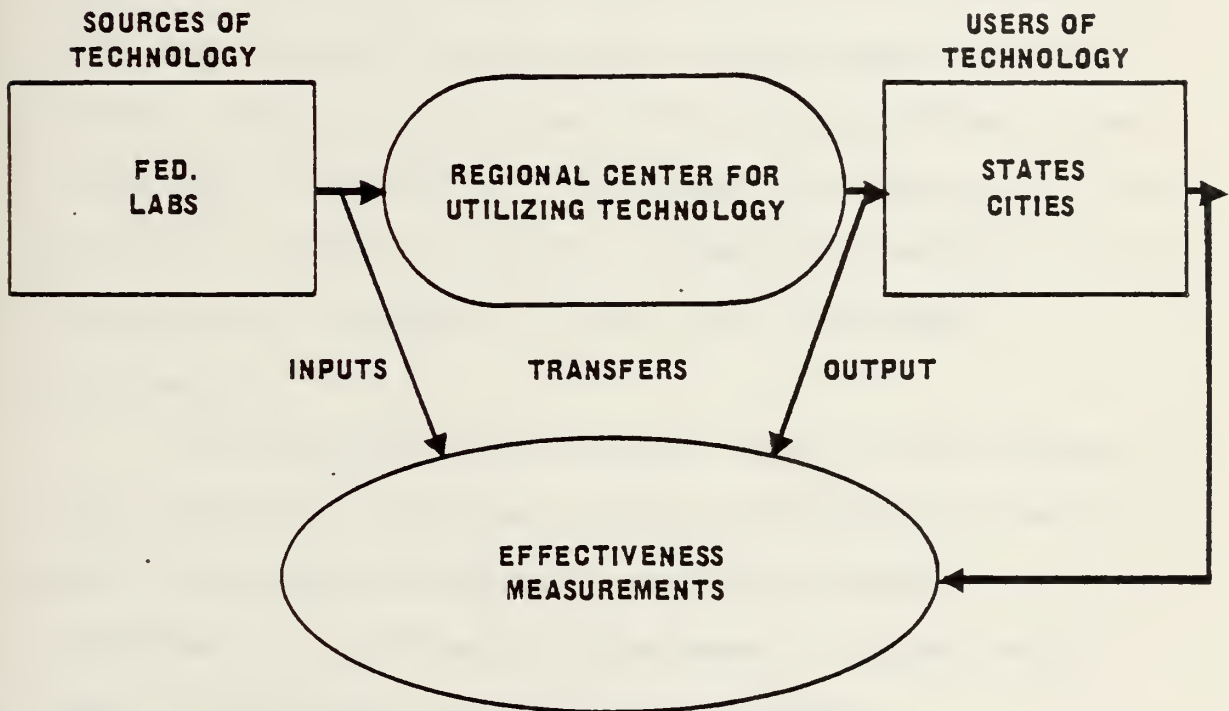 SOURCES OF
TECHNOLOGY
USERS OF
TECHNOLOGY
FED.
LABS
REGIONAL CENTER FOR
UTILIZING TECHNOLOGY
STATES
CITIES
INPUTS
TRANSFERS
OUTPUT
EFFECTIVENESS
MEASUREMENTS